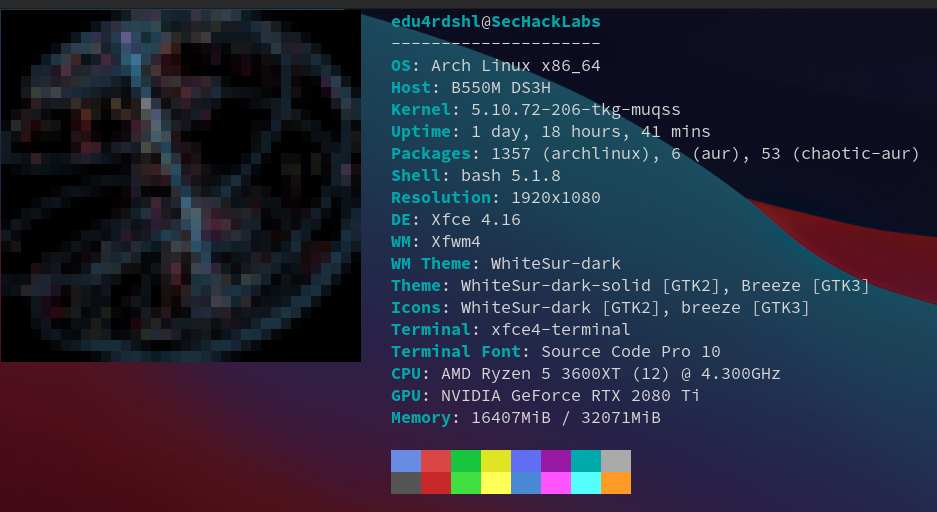 edu4rdshl@SecHackLabs
---------------------
OS: Arch Linux x86_64
Host: B550M DS3H
Kernel: 5.10.72-206-tkg-muqss
Uptime: 1 day, 18 hours, 41 mins
Packages: 1357 (archlinux), 6 (aur), 53 (chaotic-aur)
Shell: bash 5.1.8
Resolution: 1920x1080
DE: Xfce 4.16
WM: Xfwm4
WM Theme: WhiteSur-dark
Theme: WhiteSur-dark-solid [GTK2], Breeze [GTK3]
Icons: WhiteSur-dark [GTK2], breeze [GTK3]
Terminal: xfce4-terminal
Terminal Font: Source Code Pro 10
CPU: AMD Ryzen 5 3600XT (12) @ 4.300GHz
GPU: NVIDIA GeForce RTX 2080 Ti
Memory: 16407MiB / 32071MiB